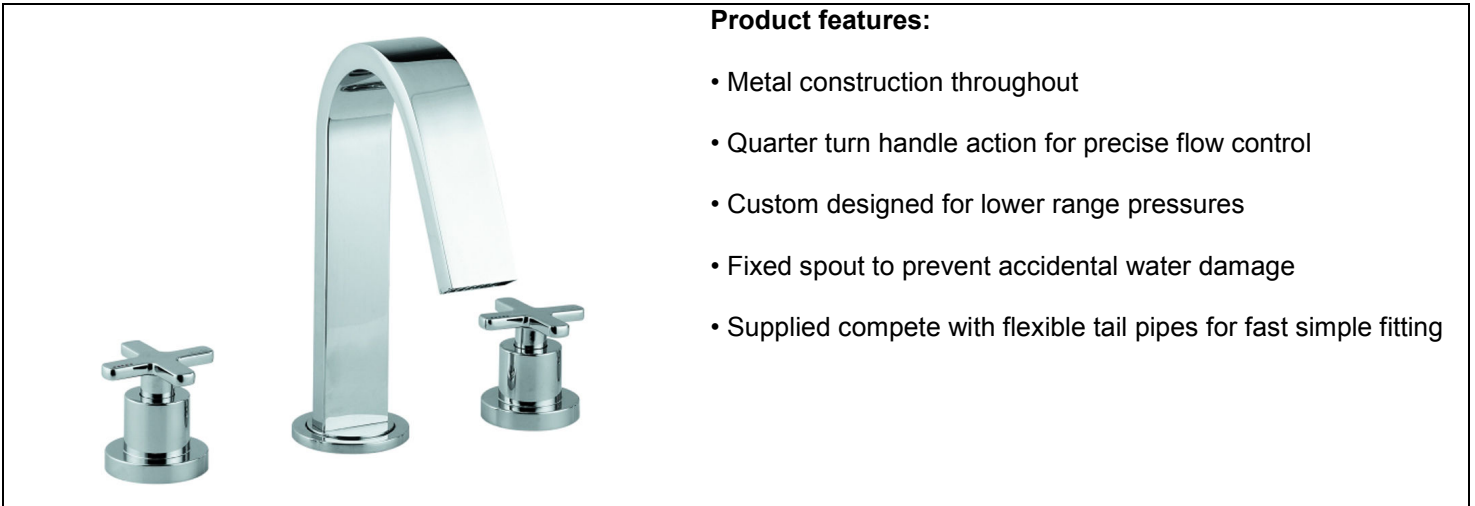 Product features:
• Metal construction throughout
• Quarter turn handle action for precise flow control
• Custom designed for lower range pressures
• Fixed spout to prevent accidental water damage
• Supplied compete with flexible tail pipes for fast simple fitting